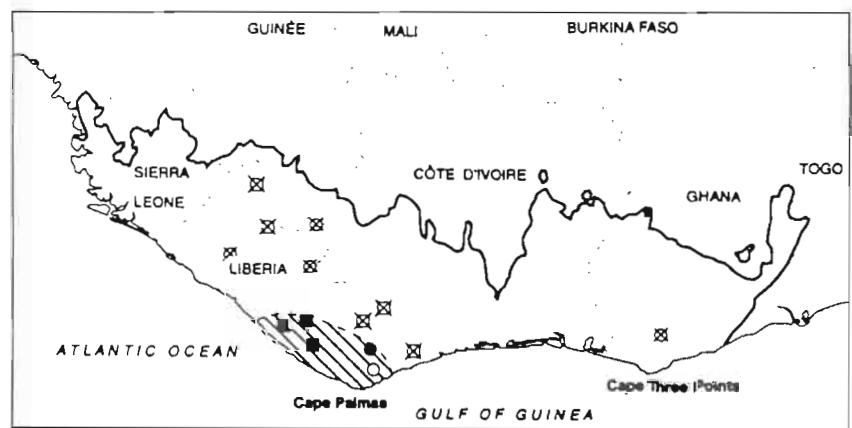 GUINÉE MALI BURKINA FASO
SIERRA CÔTE D'IVOIRE TOGO
LEONE GHANA
LIBERIA
ATLANTIC OCEAN
Cape Palmas Cape Three Points
GULF OF GUINEA